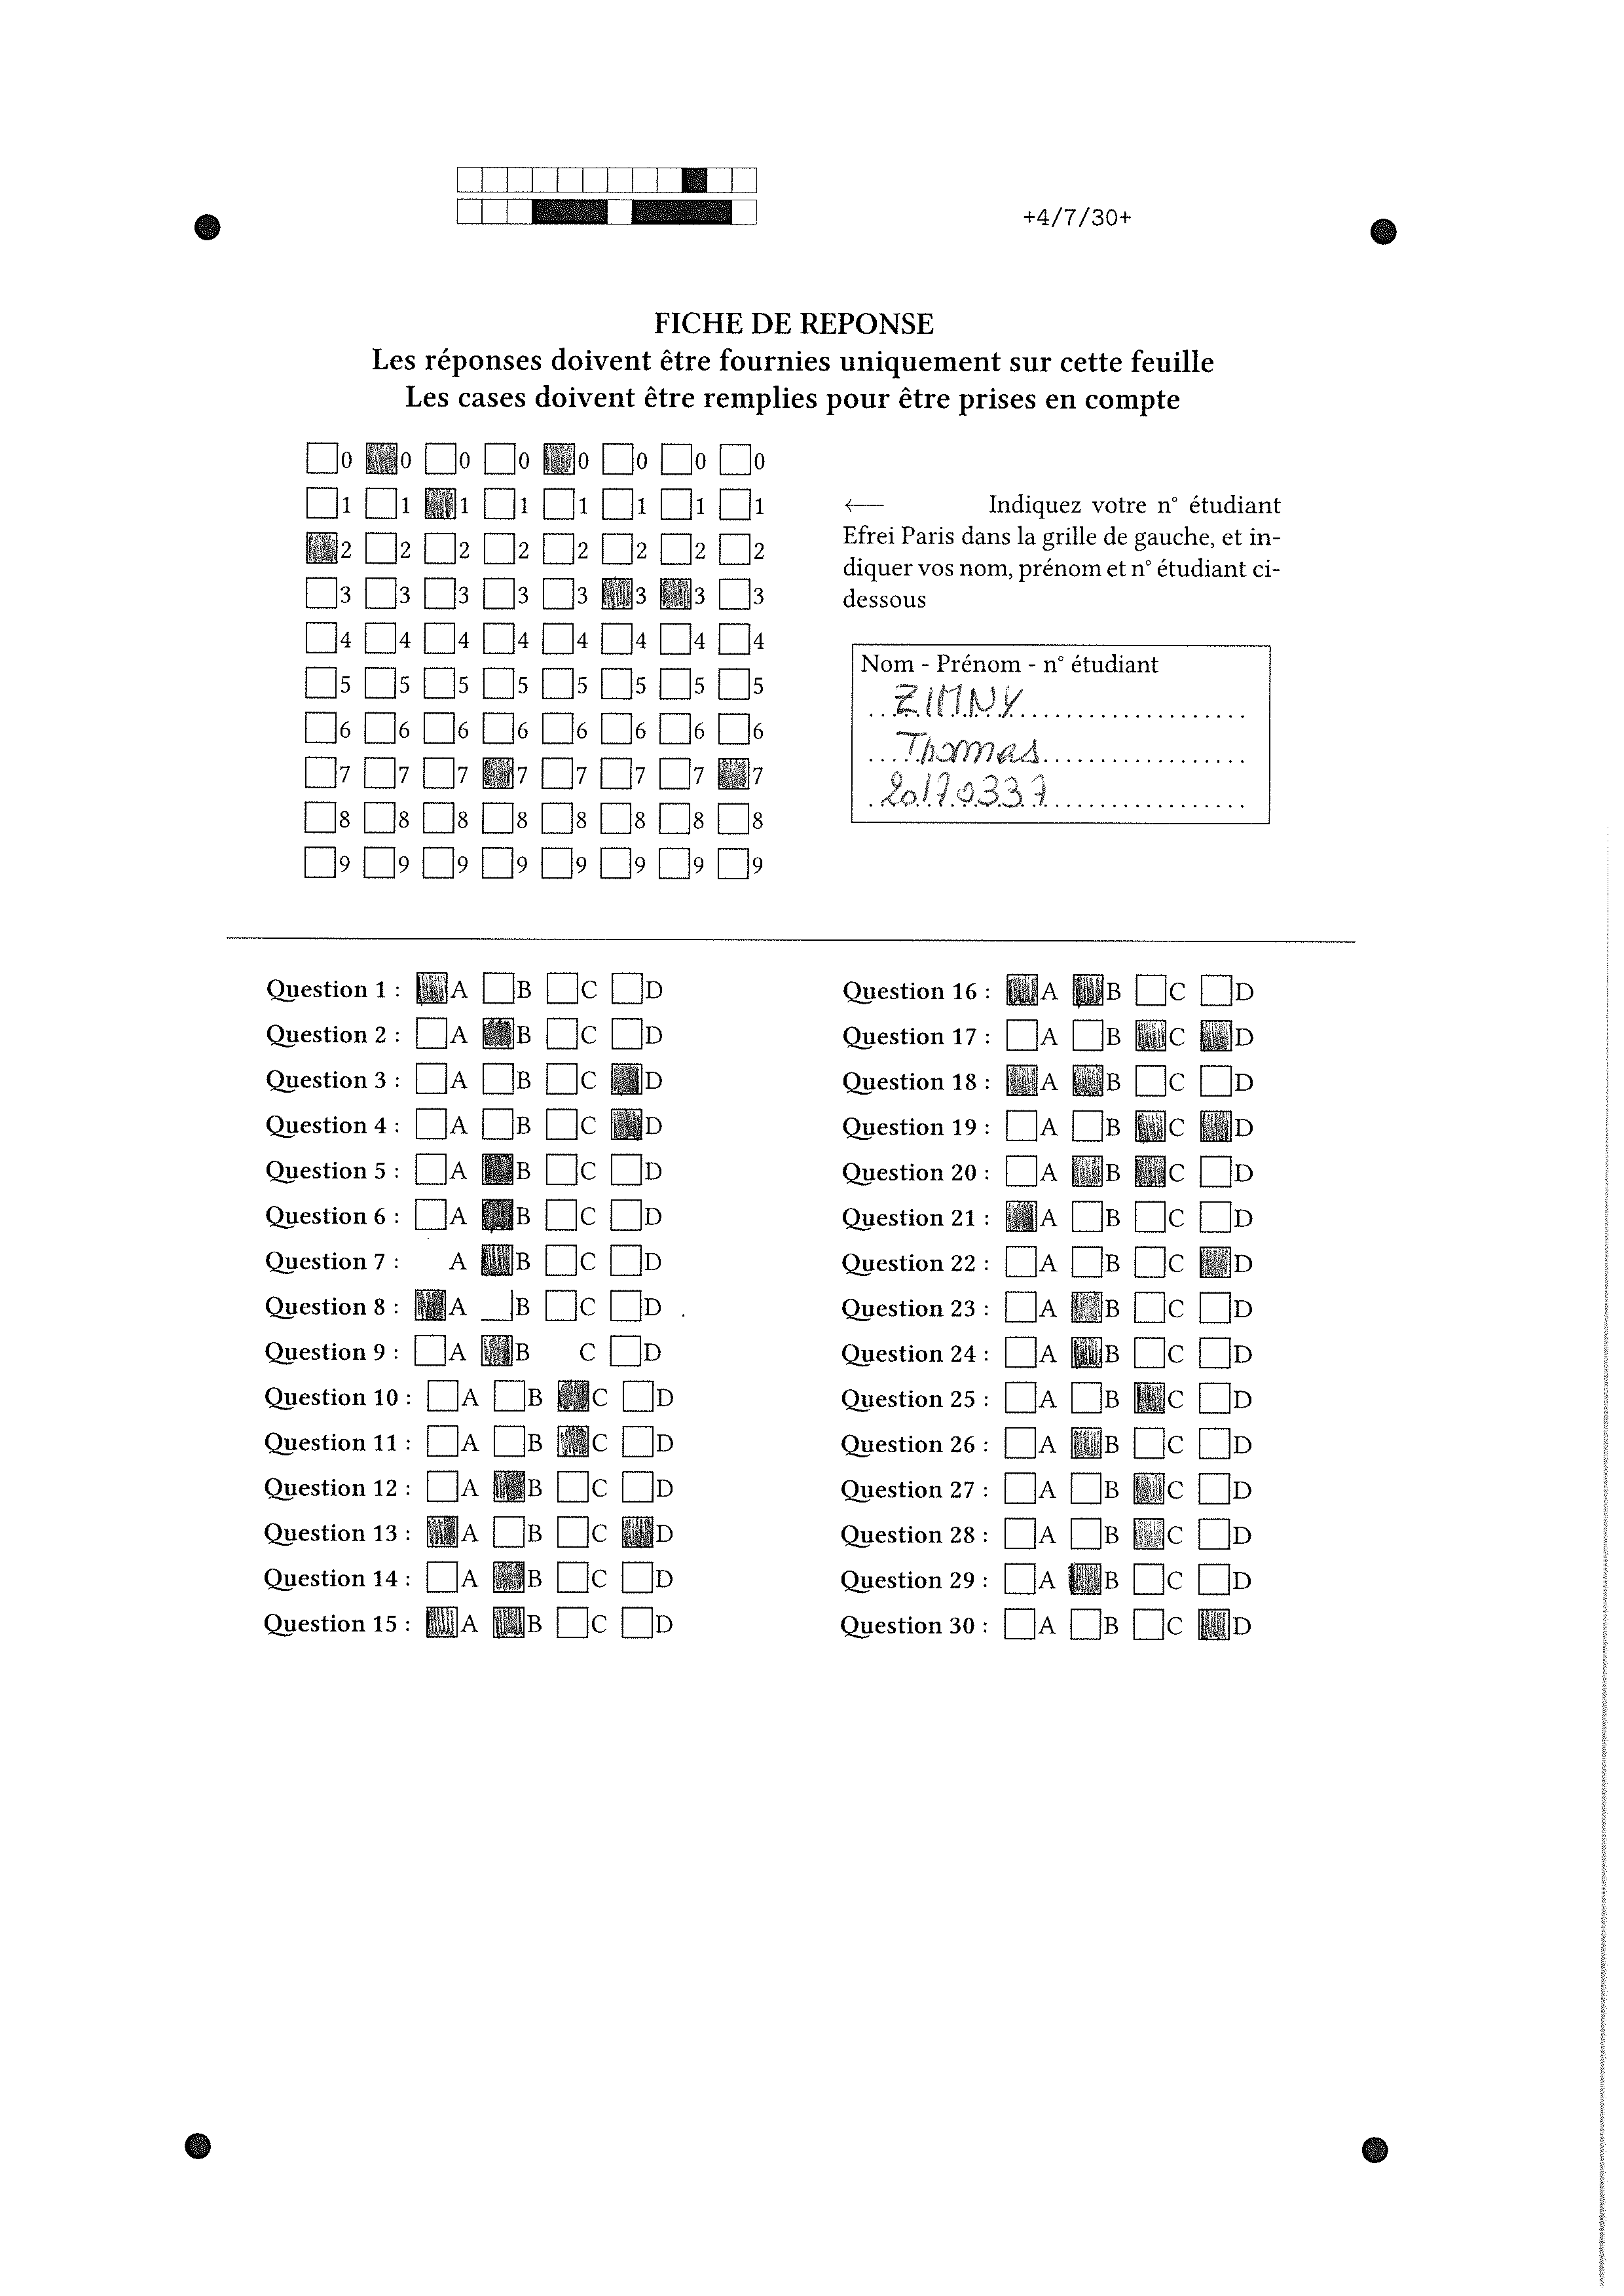 +4/7/30+
FICHE DE REPONSE
Les réponses doivent être fournies uniquement sur cette feuille
Les cases doivent être remplies pour être prises en compte
0 0 0 0 0 0 0 0
1 1 1 1 1 1 1 1
2 2 2 2 2 2 2 2
3 3 3 3 3 3 3 3
4 4 4 4 4 4 4 4
5 5 5 5 5 5 5 5
6 6 6 6 6 6 6 6
7 7 7 7 7 7 7 7
8 8 8 8 8 8 8 8
9 9 9 9 9 9 9 9
← Indiquez votre n° étudiant
Efrei Paris dans la grille de gauche, et in-
diquer vos nom, prénom et n° étudiant ci-
dessous
Nom - Prénom - n° étudiant
ZIMNY
Thomas
20170337
Question 1 : A B C D
Question 2 : A B C D
Question 3 : A B C D
Question 4 : A B C D
Question 5 : A B C D
Question 6 : A B C D
Question 7 : A B C D
Question 8 : A B C D
Question 9 : A B C D
Question 10 : A B C D
Question 11 : A B C D
Question 12 : A B C D
Question 13 : A B C D
Question 14 : A B C D
Question 15 : A B C D
Question 16 : A B C D
Question 17 : A B C D
Question 18 : A B C D
Question 19 : A B C D
Question 20 : A B C D
Question 21 : A B C D
Question 22 : A B C D
Question 23 : A B C D
Question 24 : A B C D
Question 25 : A B C D
Question 26 : A B C D
Question 27 : A B C D
Question 28 : A B C D
Question 29 : A B C D
Question 30 : A B C D